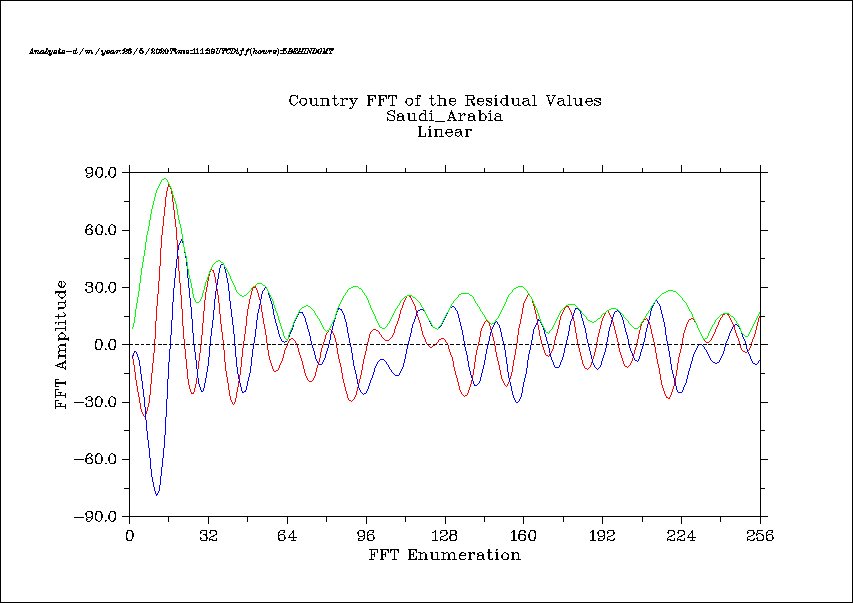 Country FFT of the Residual Values
Saudi_Arabia
Linear
90.0
60.0
30.0
0.0
-30.0
-60.0
-90.0
FFT Amplitude
0 32 64 96 128 160 192 224 256
FFT Enumeration